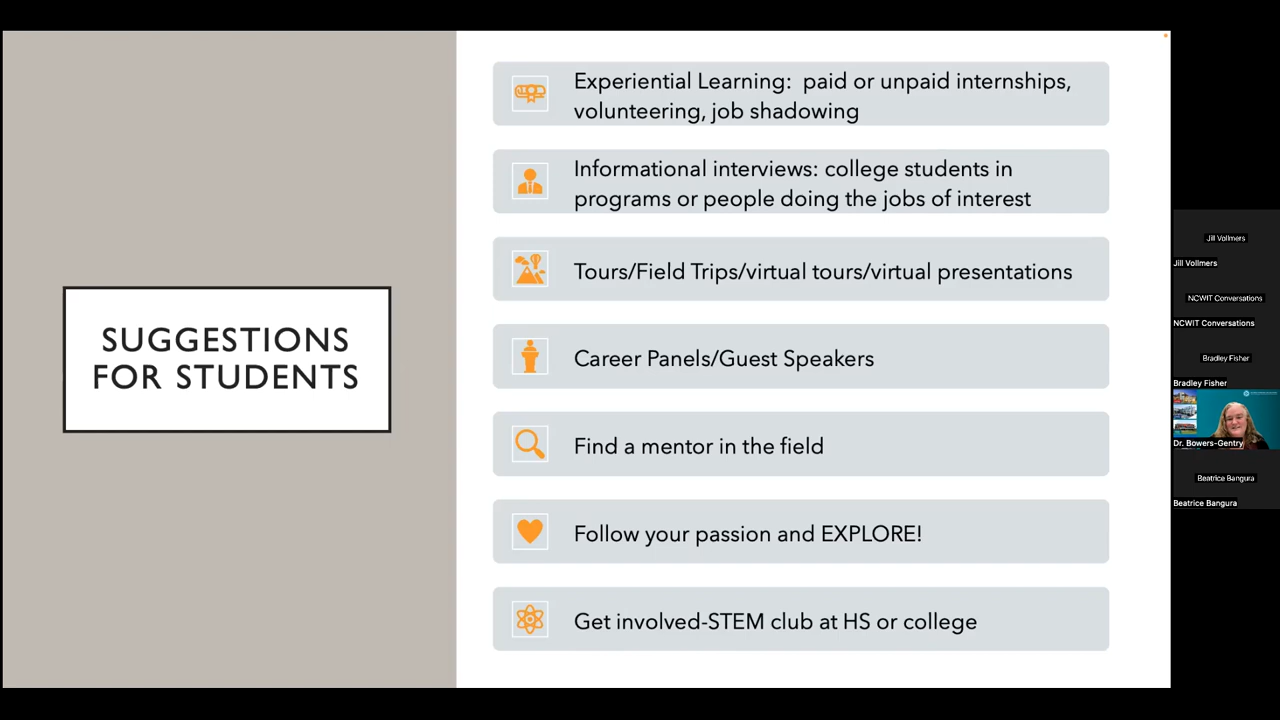 SUGGESTIONS
FOR STUDENTS
Experiential Learning:  paid or unpaid internships,
volunteering, job shadowing
Informational interviews: college students in
programs or people doing the jobs of interest
Tours/Field Trips/virtual tours/virtual presentations
Career Panels/Guest Speakers
Find a mentor in the field
Follow your passion and EXPLORE!
Get involved-STEM club at HS or college
Jill Vollmers
Jill Vollmers
NCWIT Conversations
NCWIT Conversations
Bradley Fisher
Bradley Fisher
Dr. Bowers-Gentry
Beatrice Bangura
Beatrice Bangura